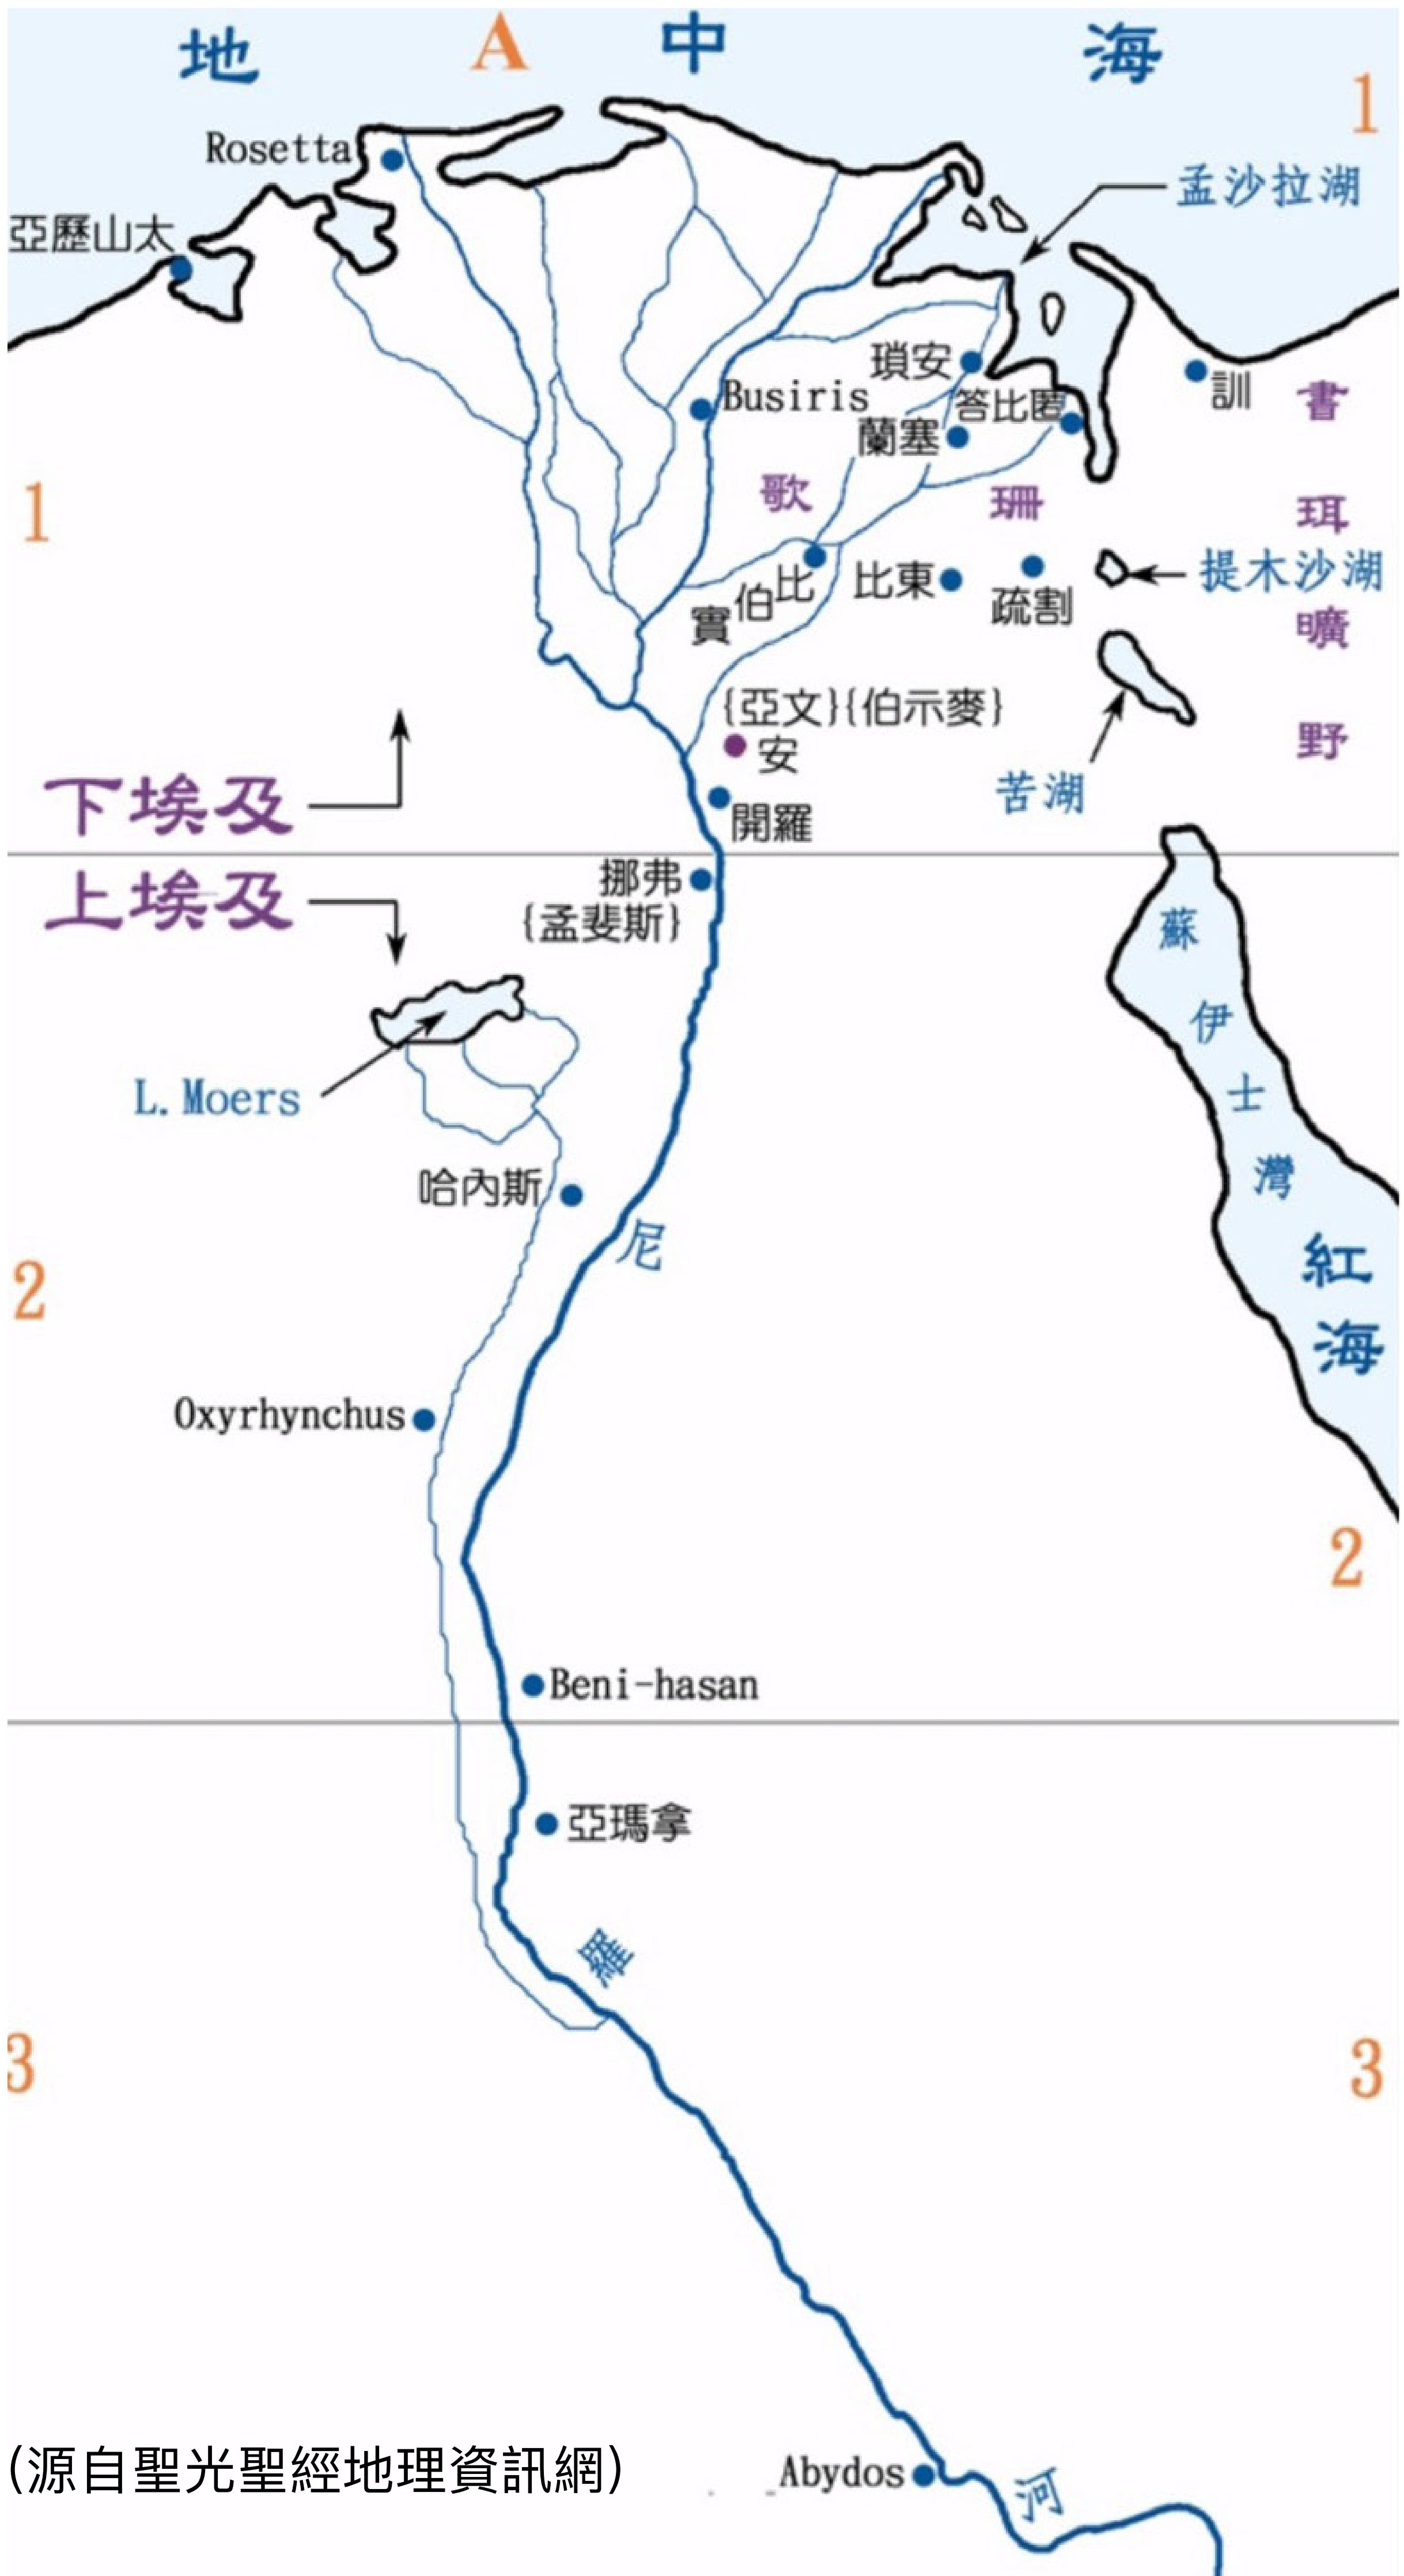 地 A 中 海
1
Rosetta
孟沙拉湖
亞歷山太
瑣安
訓
Busiris
答比匿
蘭塞
書珥曠野
歌珊
1
提木沙湖
比東
疏割
實伯比
{亞文}{伯示麥}
安
苦湖
下埃及
開羅
挪弗
{孟斐斯}
上埃及
蘇伊士灣
L.Moers
哈內斯
尼羅河
紅海
2
Oxyrhynchus
2
Beni-hasan
亞瑪拿
3
3
(源自聖光聖經地理資訊網)
Abydos